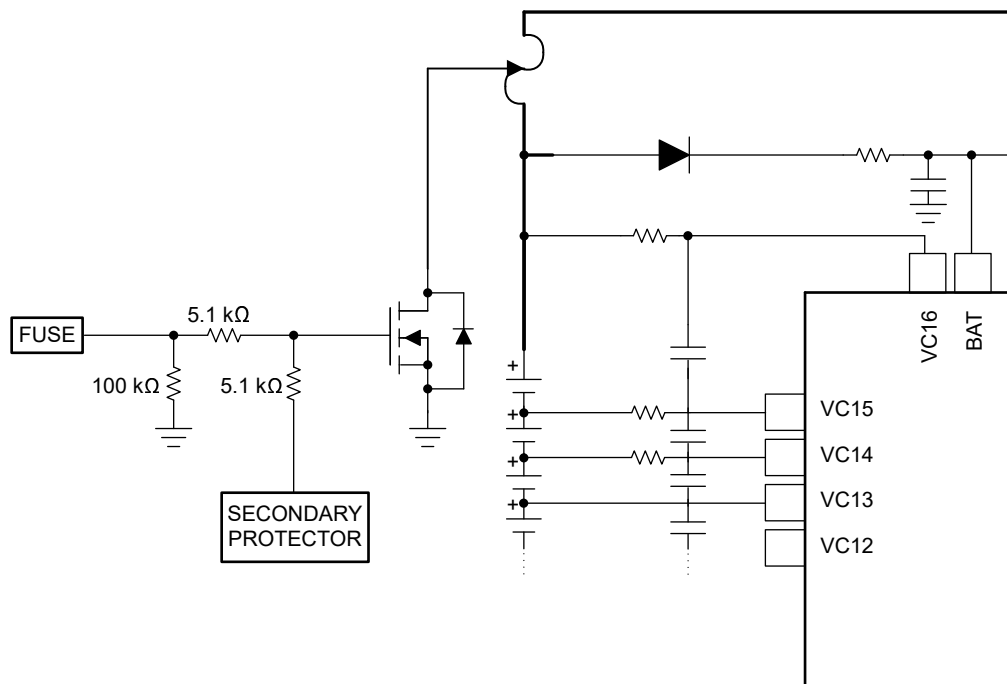 FUSE
5.1 kΩ
100 kΩ
5.1 kΩ
SECONDARY
PROTECTOR
+
+
+
+
VC16
BAT
VC15
VC14
VC13
VC12